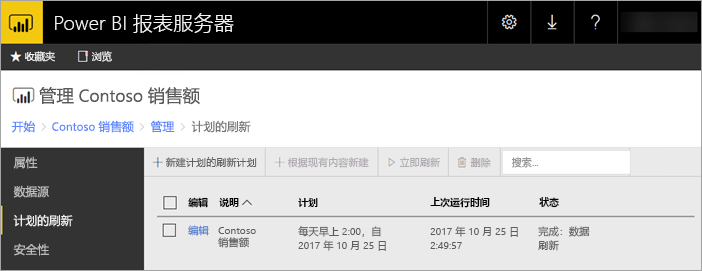 Power BI 报表服务器
?
★ 收藏夹 浏览
管理 Contoso 销售额
开始 > Contoso 销售额 > 管理 > 计划的刷新
属性
数据源
计划的刷新
安全性
+ 新建计划的刷新计划 + 根据现有内容新建 立即刷新 删除 搜索...
编辑 说明 计划 上次运行时间 状态
编辑 Contoso 每天早上 2:00，自 2017 年 10 月 25 日 完成：数据
销售额 2017 年 10 月 25 日 2:49:57 刷新